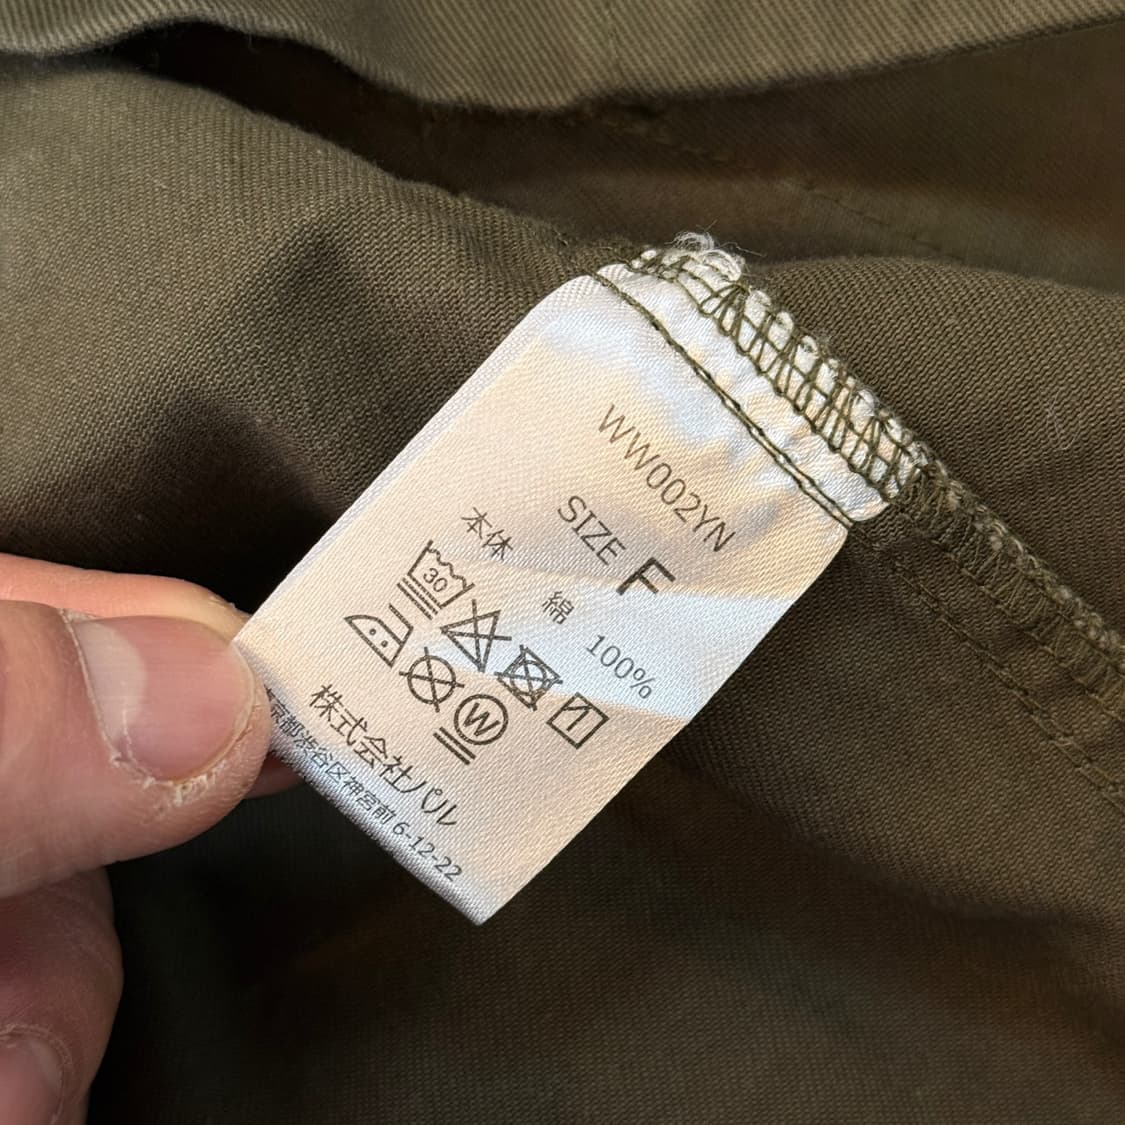 WW002YN
SIZE F
本体 綿 100%
30
W
株式会社パル
京都渋谷区神宮前 6-12-22